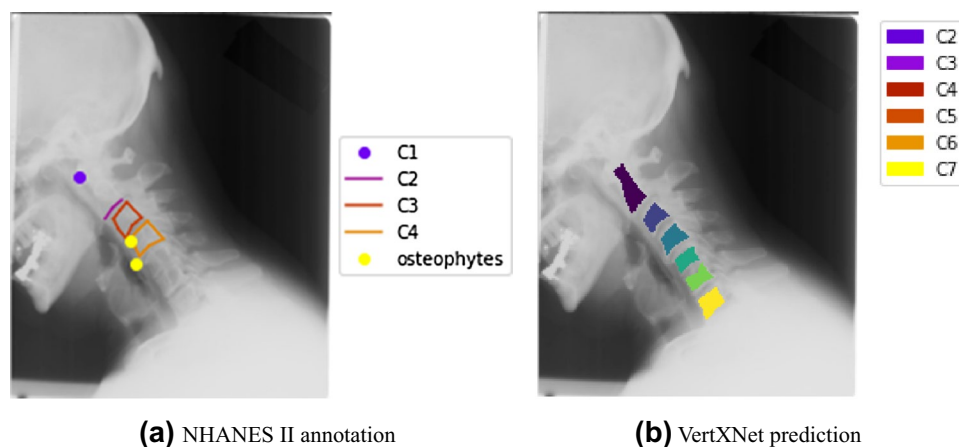 C1
C2
C3
C4
osteophytes
C2
C3
C4
C5
C6
C7
(a) NHANES II annotation
(b) VertXNet prediction